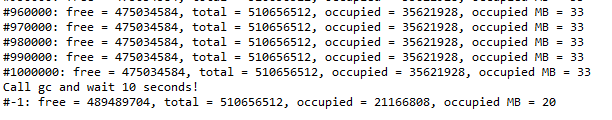 #960000: free = 475034584, total = 510656512, occupied = 35621928, occupied MB = 33
#970000: free = 475034584, total = 510656512, occupied = 35621928, occupied MB = 33
#980000: free = 475034584, total = 510656512, occupied = 35621928, occupied MB = 33
#990000: free = 475034584, total = 510656512, occupied = 35621928, occupied MB = 33
#1000000: free = 475034584, total = 510656512, occupied = 35621928, occupied MB = 33
Call gc and wait 10 seconds!
#-1: free = 489489704, total = 510656512, occupied = 21166808, occupied MB = 20